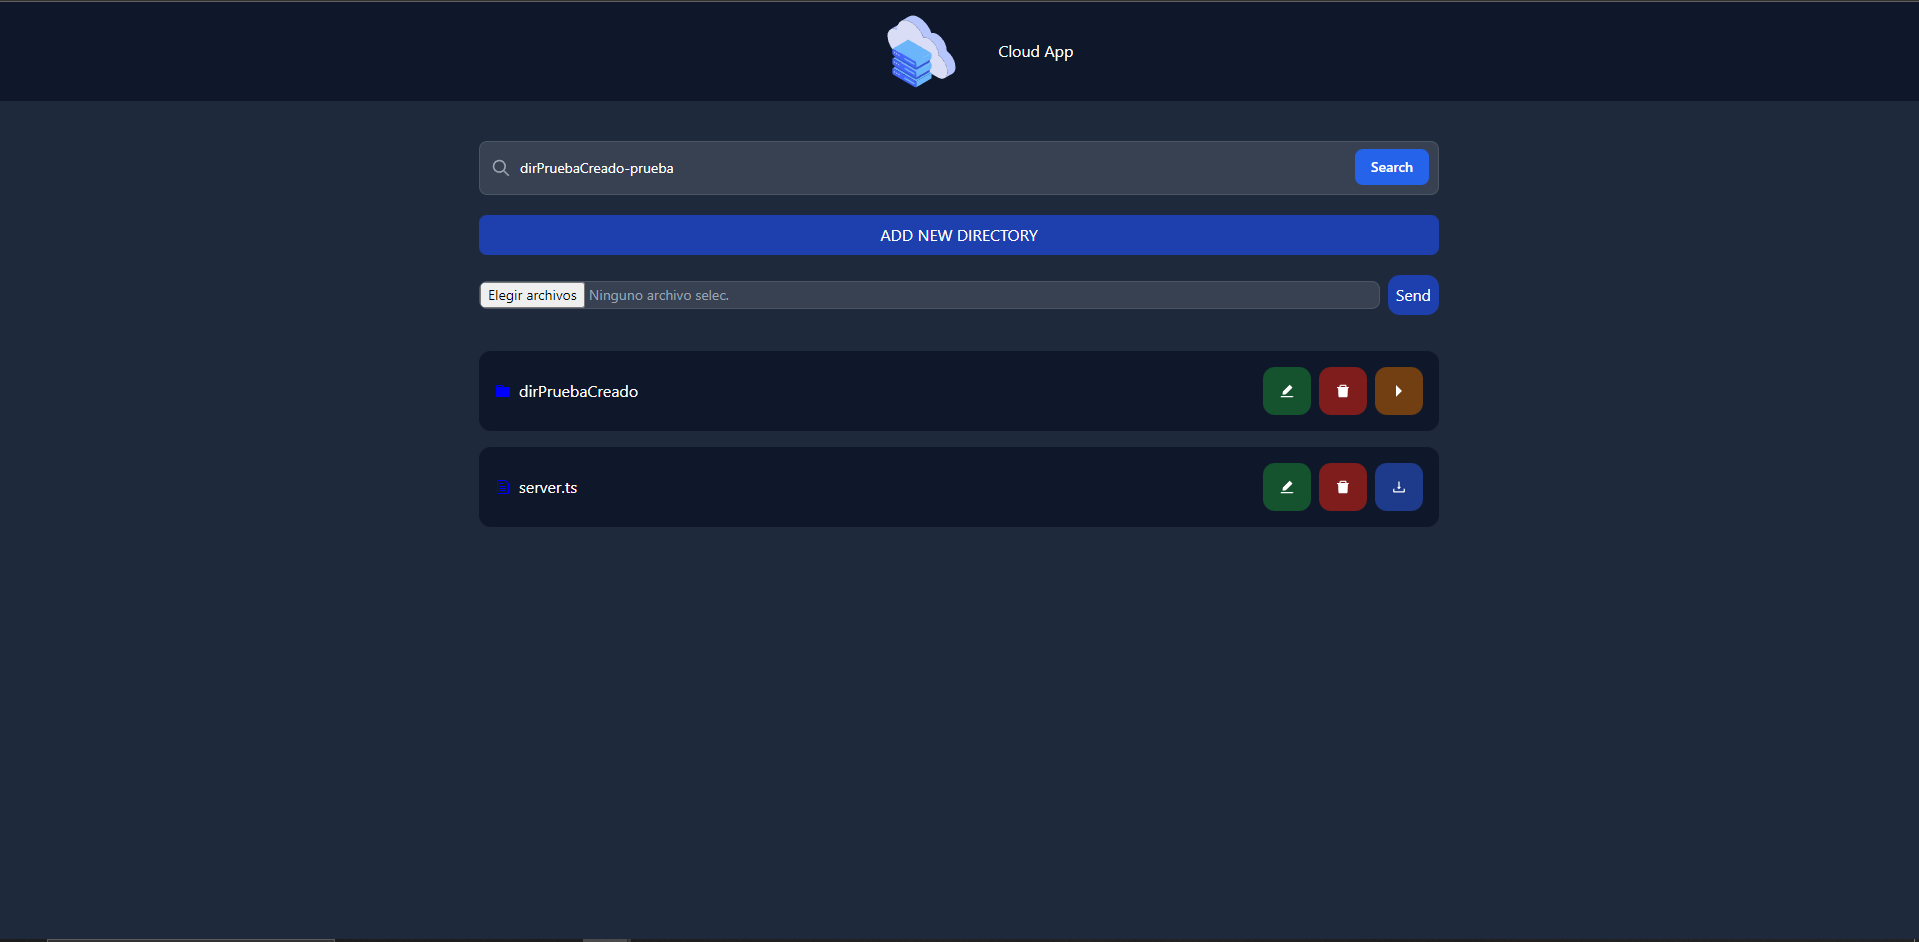 Cloud App
dirPruebaCreado-prueba
Search
ADD NEW DIRECTORY
Elegir archivos Ninguno archivo selec.
Send
dirPruebaCreado
server.ts